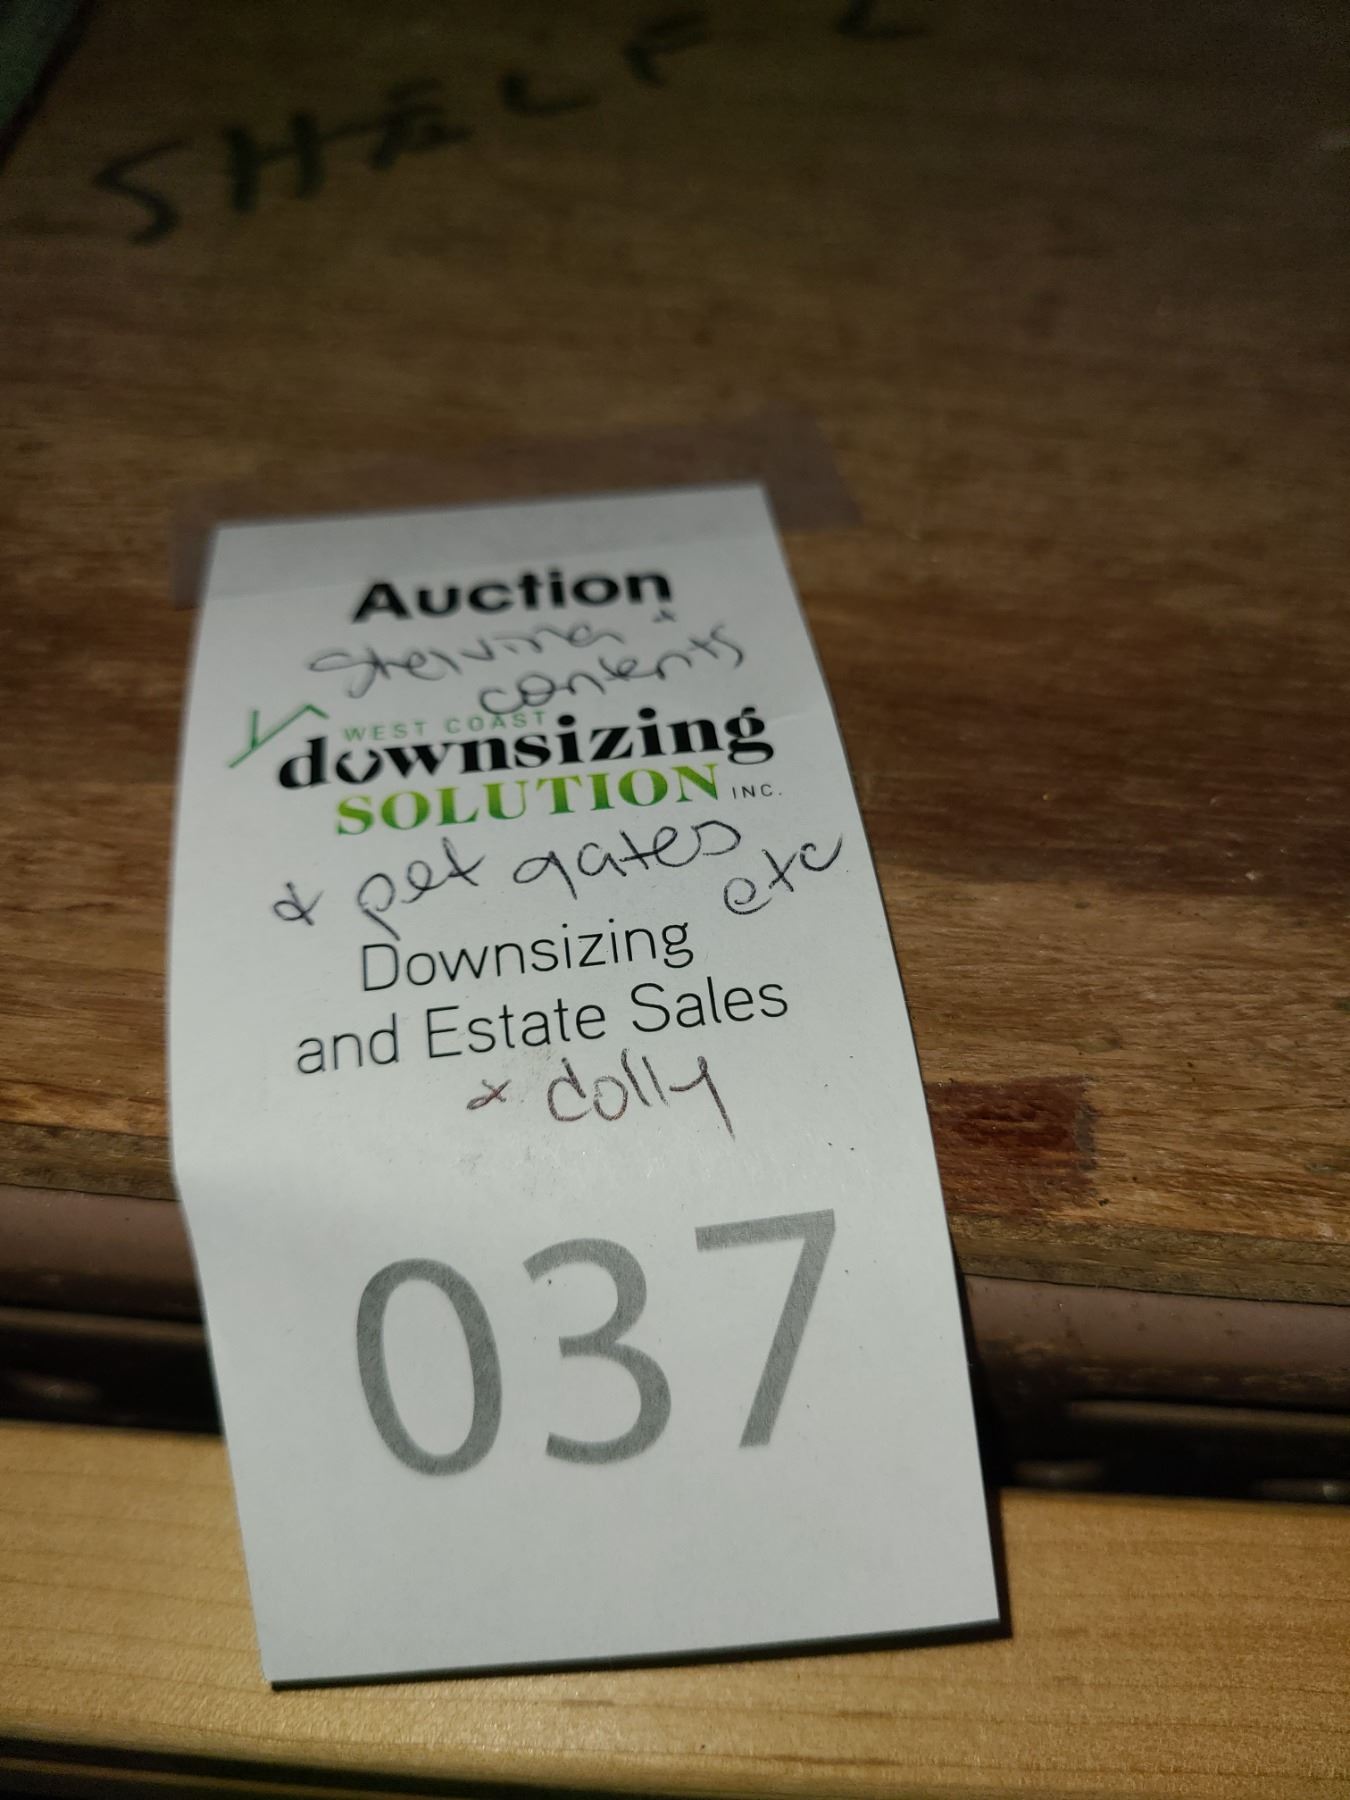 SHELF L
Auction
Shelving +
contents
WEST COAST
downsizing
SOLUTION INC.
& pet gates
etc
Downsizing
and Estate Sales
& dolly
037